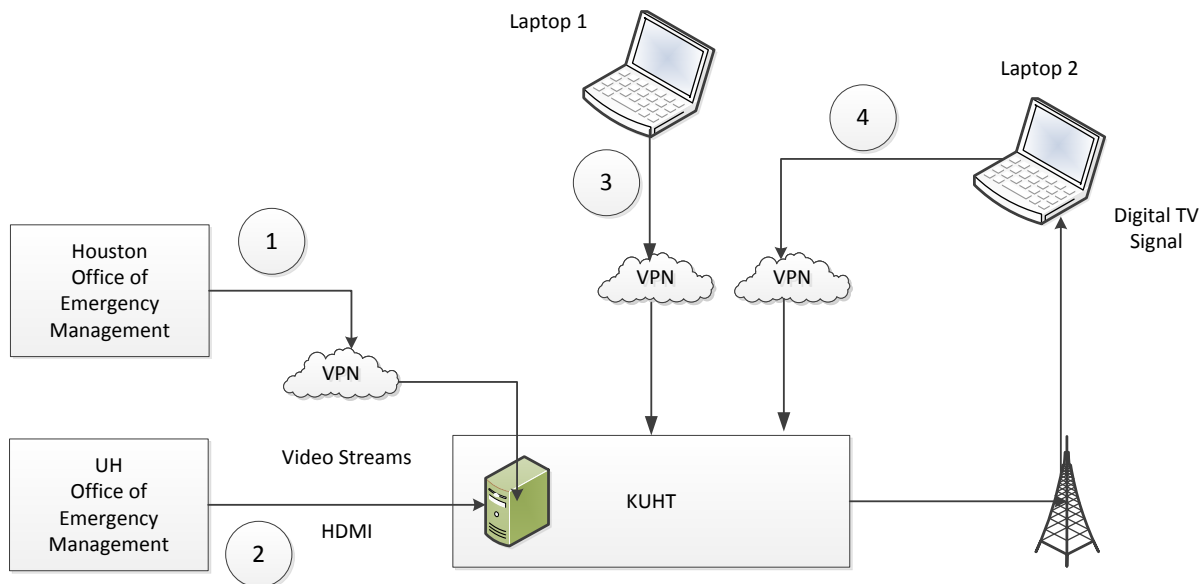 Laptop 1
Laptop 2
4
3
Digital TV
Signal
1
Houston
Office of
Emergency
Management
VPN
VPN
VPN
UH
Office of
Emergency
Management
Video Streams
HDMI
KUHT
2